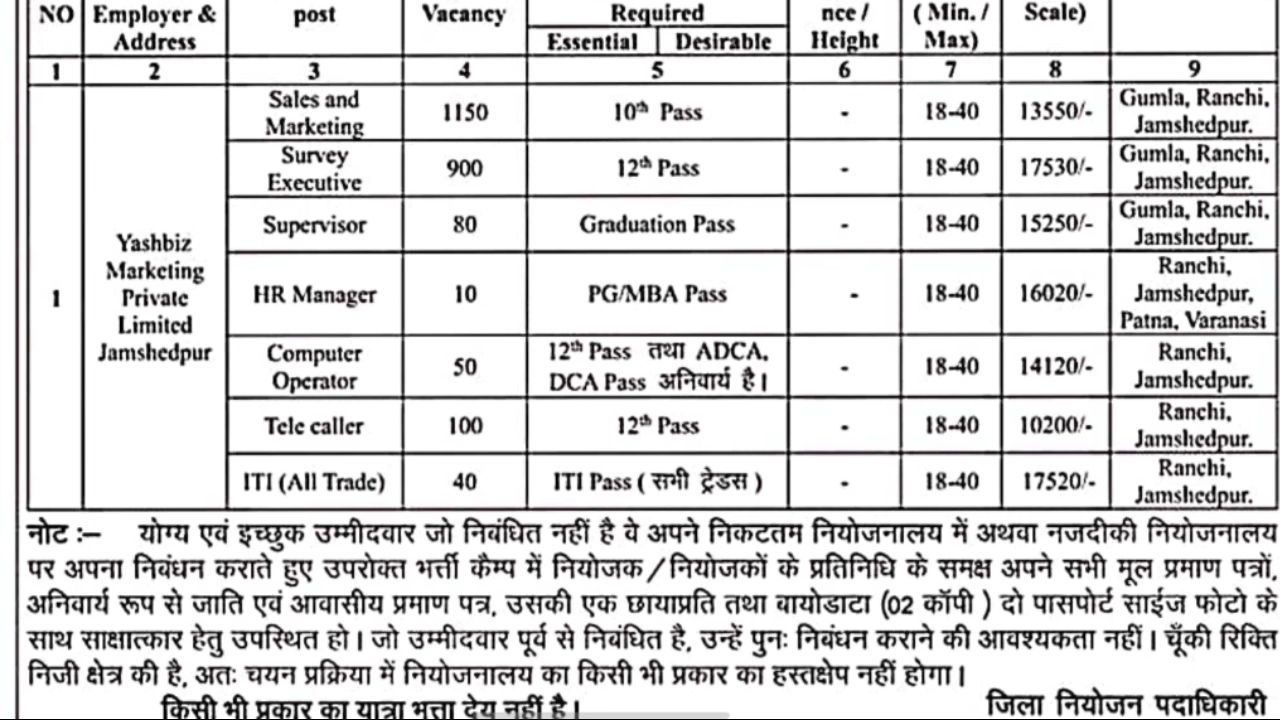 NO Employer & Address post Vacancy Required Essential Desirable nce / Height ( Min. / Max) Scale)
1 2 3 4 5 6 7 8 9
1 Yashbiz Marketing Private Limited Jamshedpur
Sales and Marketing 1150 10th Pass - 18-40 13550/- Gumla, Ranchi, Jamshedpur.
Survey Executive 900 12th Pass - 18-40 17530/- Gumla, Ranchi, Jamshedpur.
Supervisor 80 Graduation Pass - 18-40 15250/- Gumla, Ranchi, Jamshedpur.
HR Manager 10 PG/MBA Pass - 18-40 16020/- Ranchi, Jamshedpur, Patna, Varanasi
Computer Operator 50 12th Pass तथा ADCA, DCA Pass अनिवार्य है। - 18-40 14120/- Ranchi, Jamshedpur.
Tele caller 100 12th Pass - 18-40 10200/- Ranchi, Jamshedpur.
ITI (All Trade) 40 ITI Pass ( सभी ट्रेडस ) - 18-40 17520/- Ranchi, Jamshedpur.
नोट :– योग्य एवं इच्छुक उम्मीदवार जो निबंधित नहीं है वे अपने निकटतम नियोजनालय में अथवा नजदीकी नियोजनालय
पर अपना निबंधन कराते हुए उपरोक्त भर्त्ती कैम्प में नियोजक/नियोजकों के प्रतिनिधि के समक्ष अपने सभी मूल प्रमाण पत्रों,
अनिवार्य रूप से जाति एवं आवासीय प्रमाण पत्र, उसकी एक छायाप्रति तथा बायोडाटा (02 कॉपी ) दो पासपोर्ट साईज फोटो के
साथ साक्षात्कार हेतु उपस्थित हो। जो उम्मीदवार पूर्व से निबंधित है, उन्हें पुनः निबंधन कराने की आवश्यकता नहीं। चूँकी रिक्ति
निजी क्षेत्र की है, अतः चयन प्रक्रिया में नियोजनालय का किसी भी प्रकार का हस्तक्षेप नहीं होगा।
किसी भी प्रकार का यात्रा भत्ता देय नहीं है। जिला नियोजन पदाधिकारी